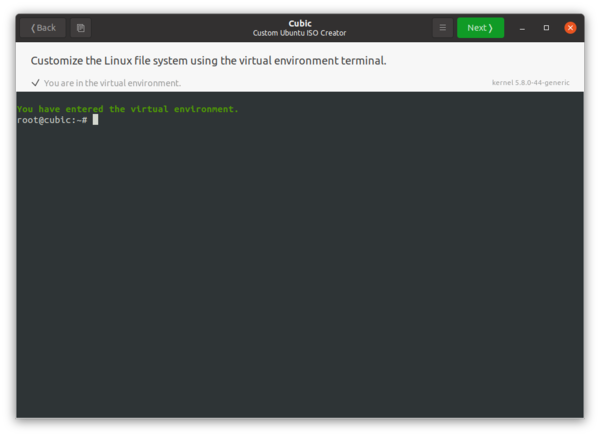 ❬Back
Cubic
Custom Ubuntu ISO Creator
Next❭
Customize the Linux file system using the virtual environment terminal.
You are in the virtual environment.
kernel 5.8.0-44-generic
You have entered the virtual environment.
root@cubic:~#